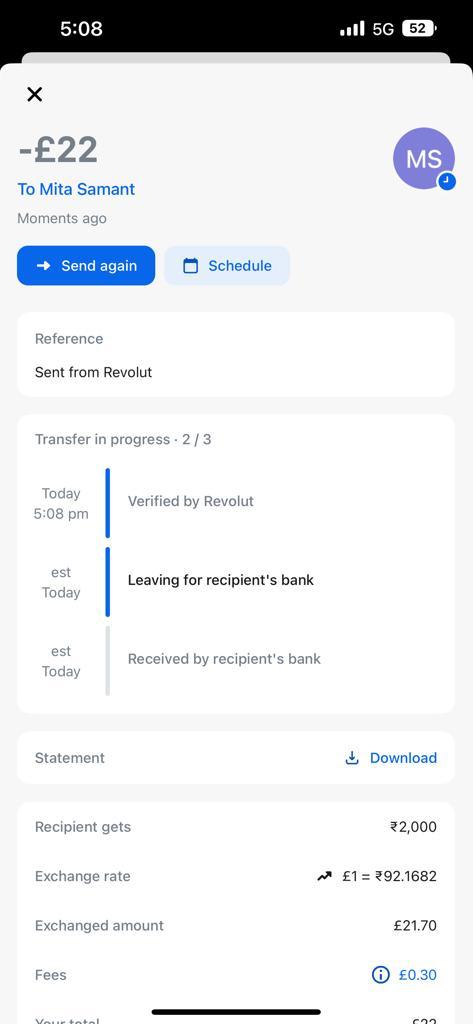 5:08
5G 52
-£22
MS
To Mita Samant
Moments ago
Send again
Schedule
Reference
Sent from Revolut
Transfer in progress · 2 / 3
Today
5:08 pm
Verified by Revolut
est
Today
Leaving for recipient's bank
est
Today
Received by recipient's bank
Statement
Download
Recipient gets
₹2,000
Exchange rate
£1 = ₹92.1682
Exchanged amount
£21.70
Fees
£0.30
Your total
£22